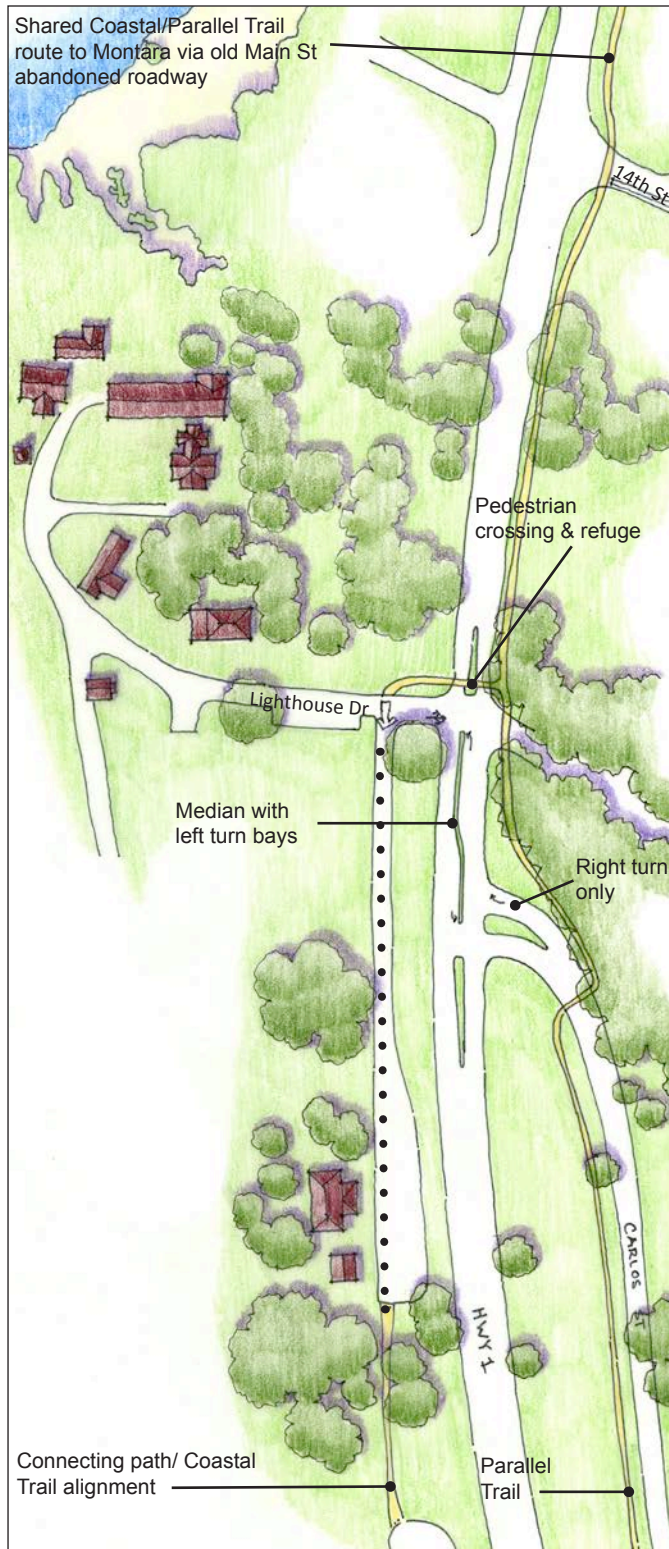 Shared Coastal/Parallel Trail
route to Montara via old Main St
abandoned roadway
14th St
Pedestrian
crossing & refuge
Lighthouse Dr
Median with
left turn bays
Right turn
only
CARLOS ST
HWY 1
Connecting path/ Coastal
Trail alignment
Parallel
Trail